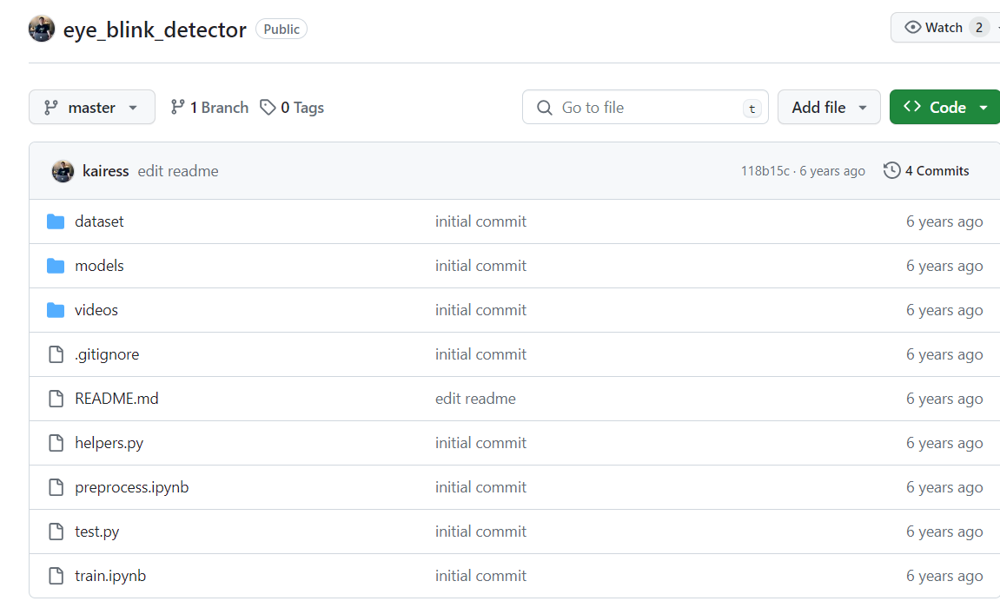 eye_blink_detector Public Watch 2
master 1 Branch 0 Tags Go to file t Add file Code
kairess edit readme 118b15c · 6 years ago 4 Commits
dataset initial commit 6 years ago
models initial commit 6 years ago
videos initial commit 6 years ago
.gitignore initial commit 6 years ago
README.md edit readme 6 years ago
helpers.py initial commit 6 years ago
preprocess.ipynb initial commit 6 years ago
test.py initial commit 6 years ago
train.ipynb initial commit 6 years ago